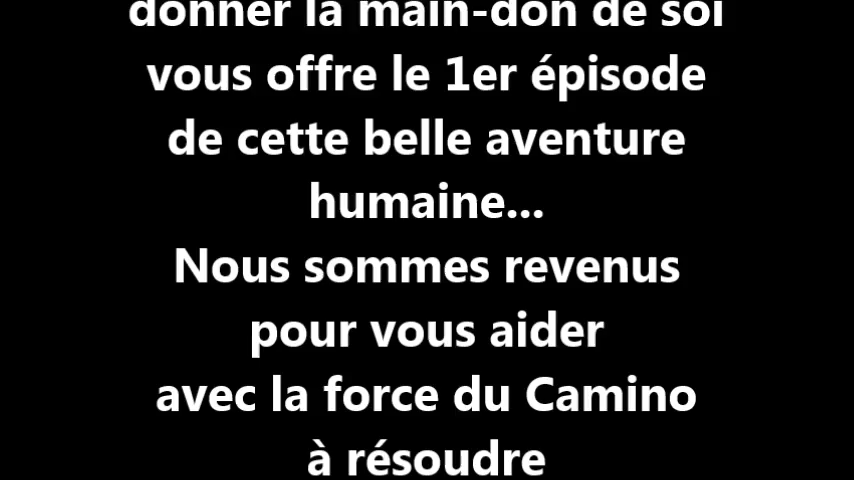 donner la main-don de soi
vous offre le 1er épisode
de cette belle aventure
humaine...
Nous sommes revenus
pour vous aider
avec la force du Camino
à résoudre